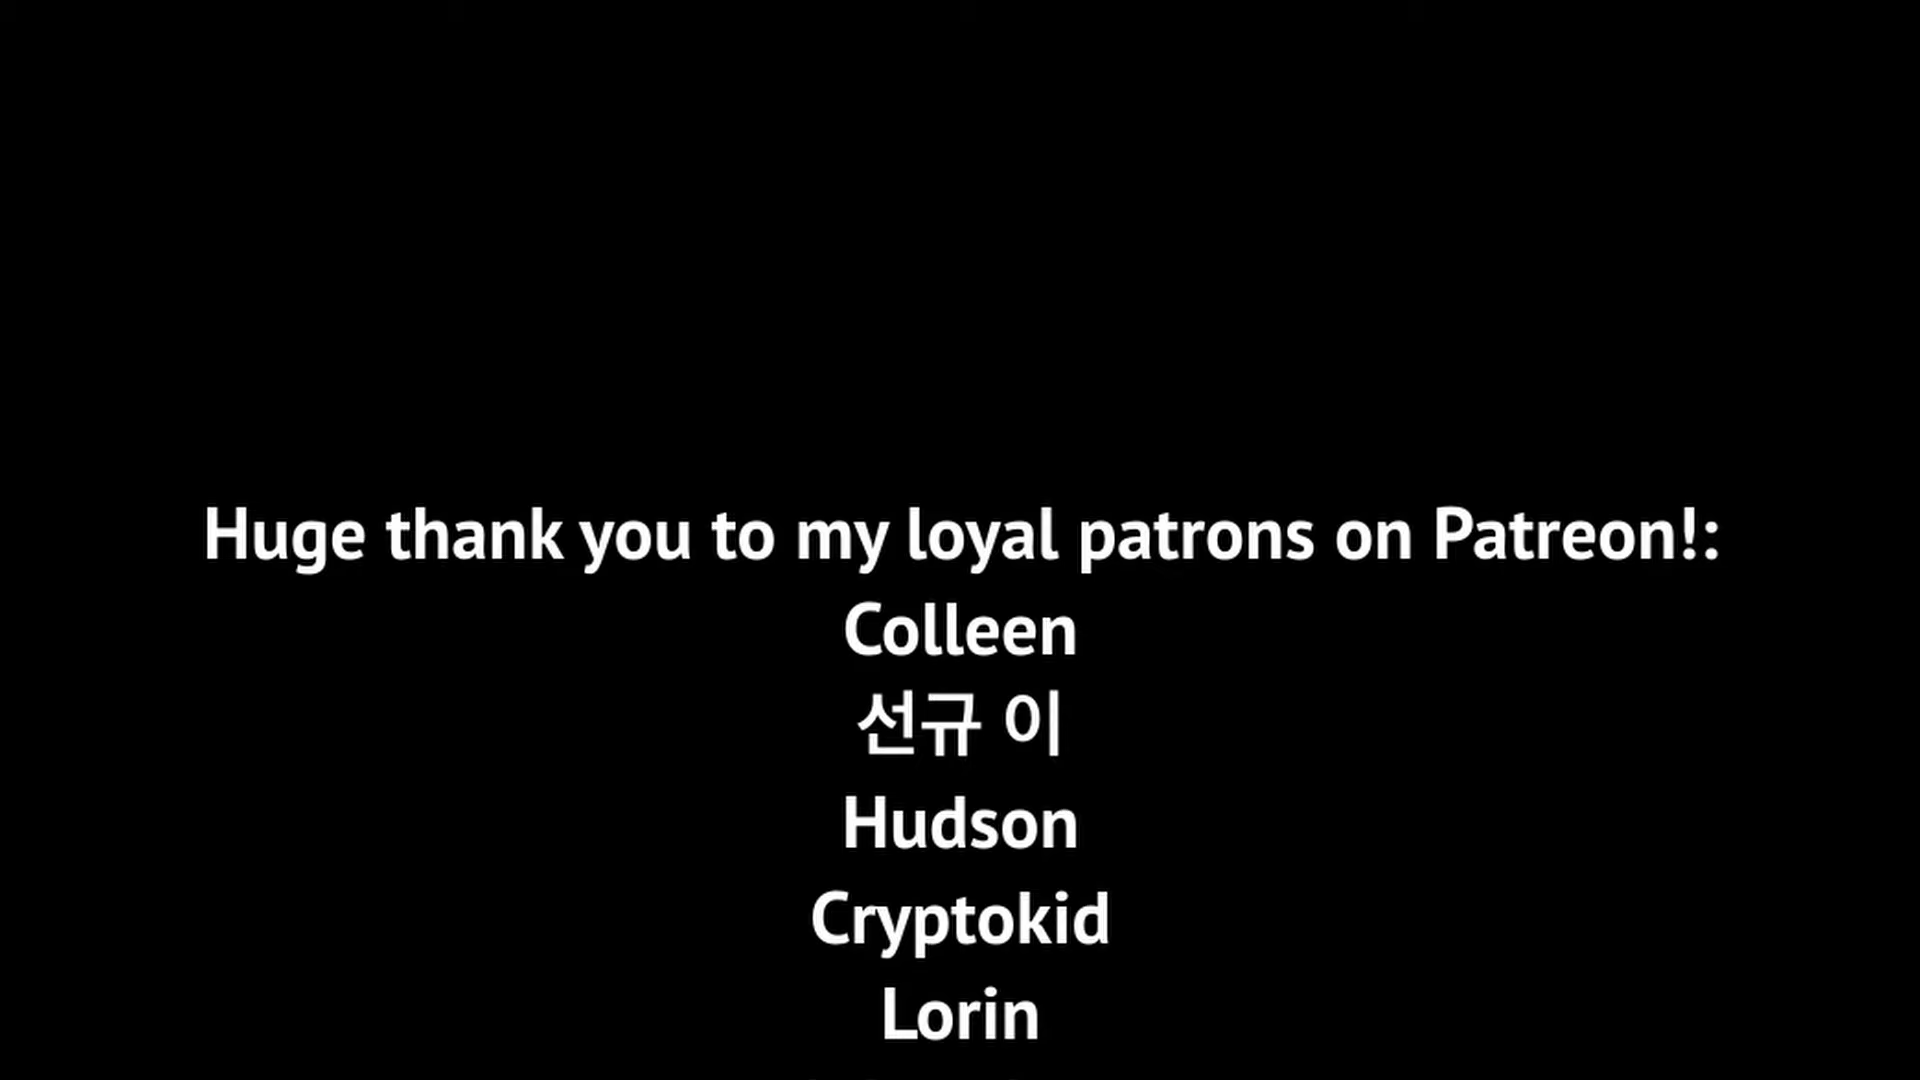 Huge thank you to my loyal patrons on Patreon!:
Colleen
선규 이
Hudson
Cryptokid
Lorin